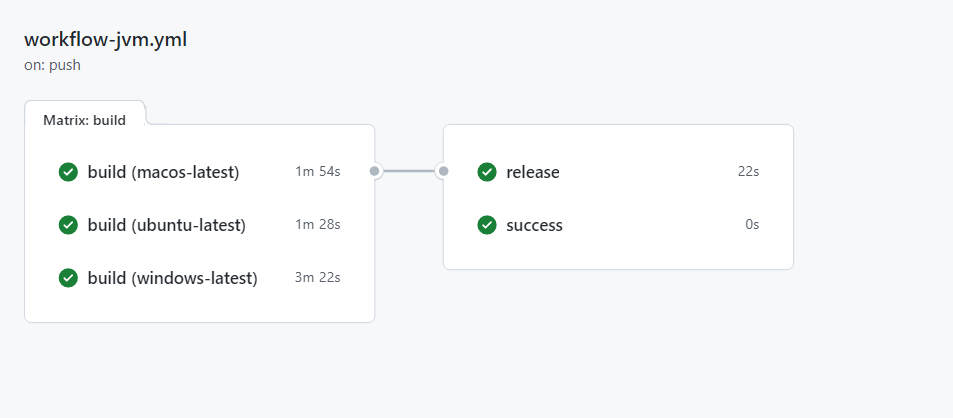 workflow-jvm.yml
on: push
Matrix: build
build (macos-latest) 1m 54s
build (ubuntu-latest) 1m 28s
build (windows-latest) 3m 22s
release 22s
success 0s